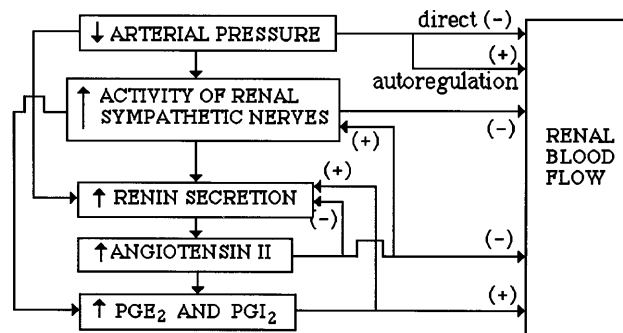 ↓ ARTERIAL PRESSURE
direct (-)
(+)
autoregulation
↑ ACTIVITY OF RENAL
SYMPATHETIC NERVES
(-)
(+)
RENAL
BLOOD
FLOW
(+)
↑ RENIN SECRETION
(-)
↑ ANGIOTENSIN II
(-)
↑ PGE₂ AND PGI₂
(+)